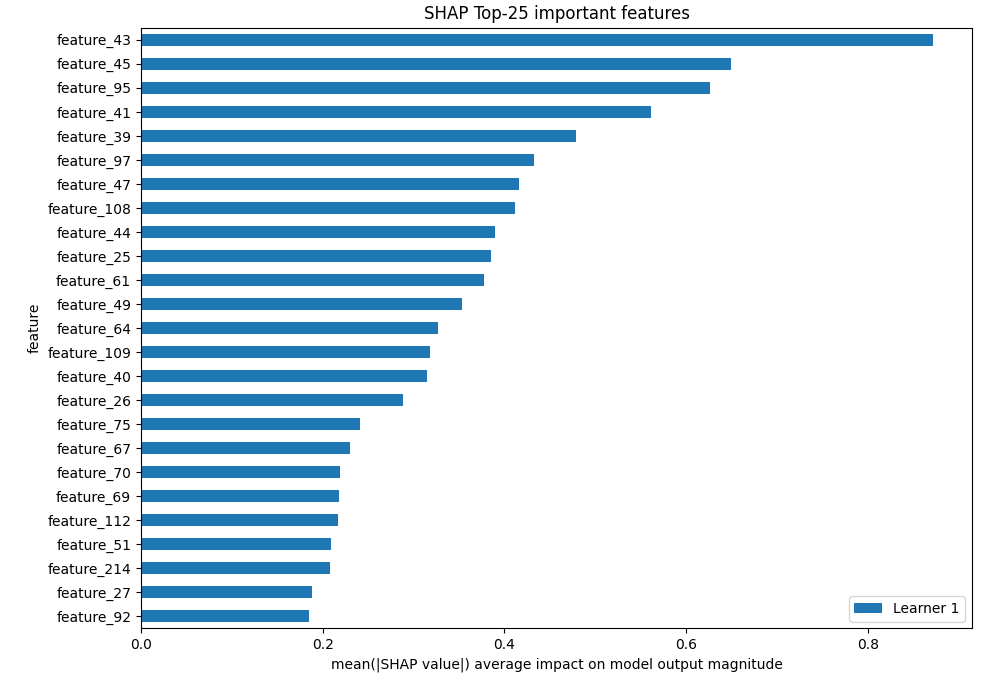 SHAP Top-25 important features
feature_43
feature_45
feature_95
feature_41
feature_39
feature_97
feature_47
feature_108
feature_44
feature_25
feature_61
feature_49
feature_64
feature_109
feature_40
feature_26
feature_75
feature_67
feature_70
feature_69
feature_112
feature_51
feature_214
feature_27
feature_92
feature
Learner 1
0.0 0.2 0.4 0.6 0.8
mean(|SHAP value|) average impact on model output magnitude